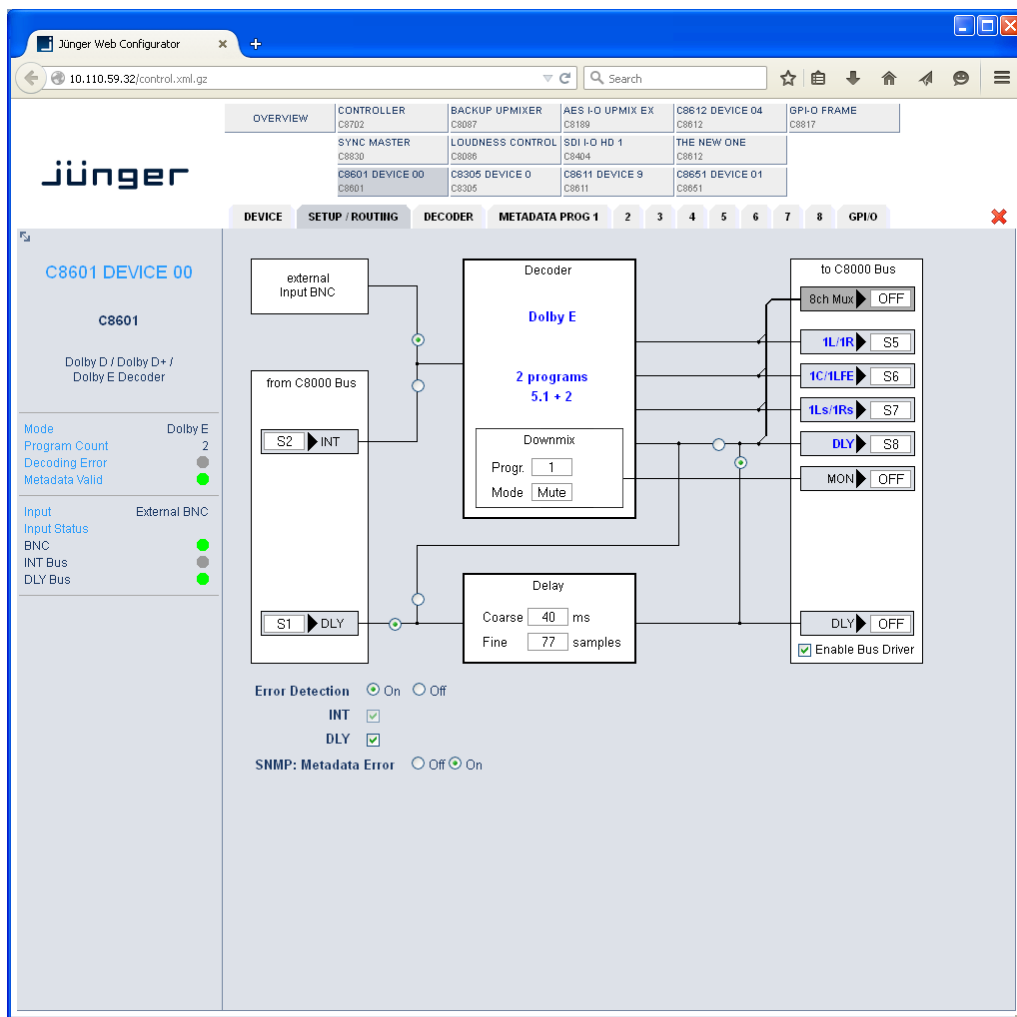 Jünger Web Configurator
10.110.59.32/control.xml.gz
Search
OVERVIEW
CONTROLLER
C8702
BACKUP UPMIXER
C8087
AES I-O UPMIX EX
C8189
C8612 DEVICE 04
C8612
GPI-O FRAME
C8817
SYNC MASTER
C8830
LOUDNESS CONTROL
C8086
SDI I-O HD 1
C8404
THE NEW ONE
C8612
C8601 DEVICE 00
C8601
C8305 DEVICE 0
C8305
C8611 DEVICE 9
C8611
C8651 DEVICE 01
C8651
jünger
DEVICE SETUP / ROUTING DECODER METADATA PROG 1 2 3 4 5 6 7 8 GPI/O
C8601 DEVICE 00
C8601
Dolby D / Dolby D+ /
Dolby E Decoder
Mode Dolby E
Program Count 2
Decoding Error
Metadata Valid
Input External BNC
Input Status
BNC
INT Bus
DLY Bus
external
Input BNC
from C8000 Bus
S2 INT
S1 DLY
Decoder
Dolby E
2 programs
5.1 + 2
Downmix
Progr. 1
Mode Mute
Delay
Coarse 40 ms
Fine 77 samples
to C8000 Bus
8ch Mux OFF
1L/1R S5
1C/1LFE S6
1Ls/1Rs S7
DLY S8
MON OFF
DLY OFF
Enable Bus Driver
Error Detection On Off
INT
DLY
SNMP: Metadata Error Off On